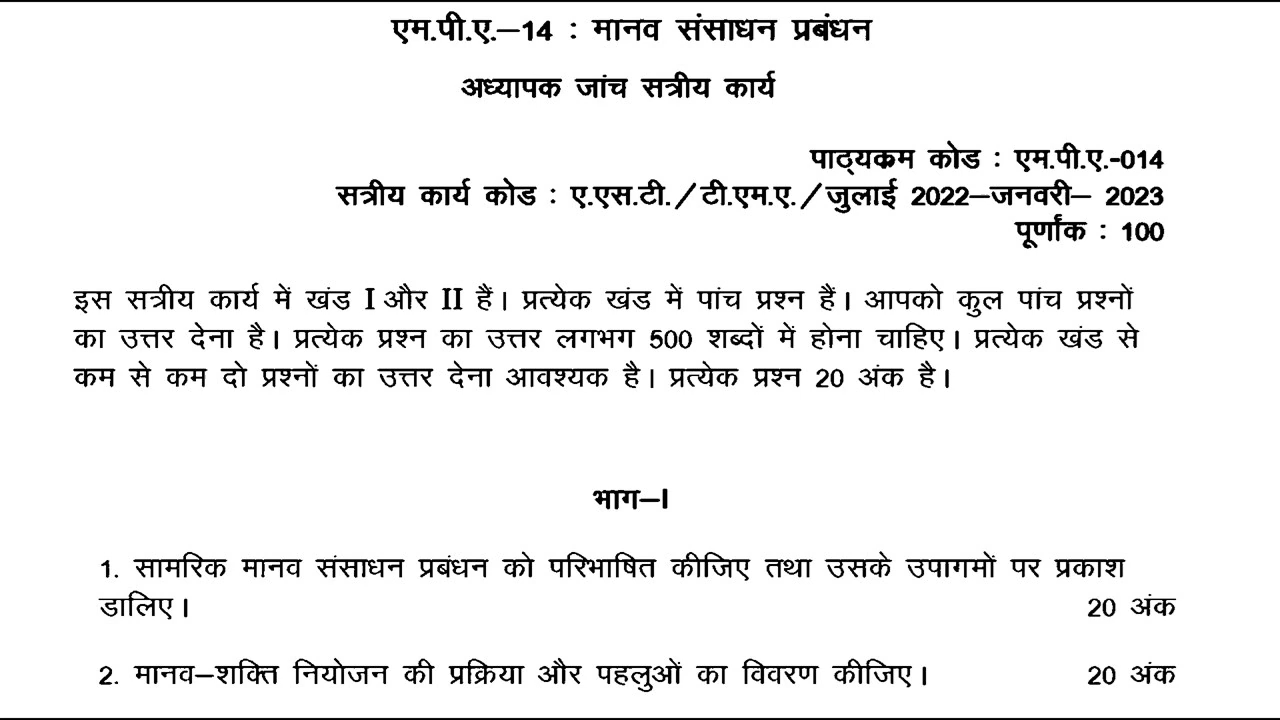 एम.पी.ए.–14 : मानव संसाधन प्रबंधन
अध्यापक जांच सत्रीय कार्य
पाठ्यकम कोड : एम.पी.ए.-014
सत्रीय कार्य कोड : ए.एस.टी./टी.एम.ए./जुलाई 2022–जनवरी– 2023
पूर्णांक : 100
इस सत्रीय कार्य में खंड I और II हैं। प्रत्येक खंड में पांच प्रश्न हैं। आपको कुल पांच प्रश्नों
का उत्तर देना है। प्रत्येक प्रश्न का उत्तर लगभग 500 शब्दों में होना चाहिए। प्रत्येक खंड से
कम से कम दो प्रश्नों का उत्तर देना आवश्यक है। प्रत्येक प्रश्न 20 अंक है।
भाग–I
1. सामरिक मानव संसाधन प्रबंधन को परिभाषित कीजिए तथा उसके उपागमों पर प्रकाश
डालिए। 20 अंक
2. मानव–शक्ति नियोजन की प्रक्रिया और पहलुओं का विवरण कीजिए। 20 अंक